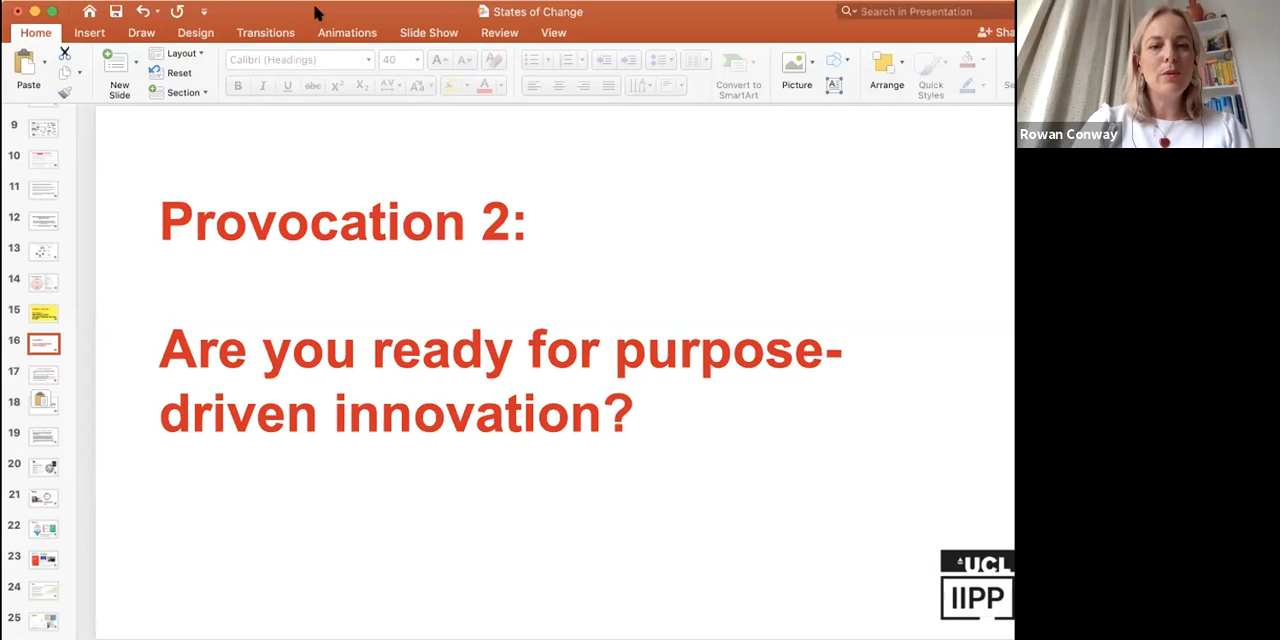 States of Change
Search in Presentation
Home Insert Draw Design Transitions Animations Slide Show Review View
Paste
New
Slide
Layout
Reset
Section
Calibri (Headings) 40
B I U abc X² X₂
Convert to
SmartArt
Picture
Arrange
Quick
Styles
Rowan Conway
9
10
11
12
13
14
15
16
17
18
19
20
21
22
23
24
25
Provocation 2:
Are you ready for purpose-
driven innovation?
UCL
IIPP